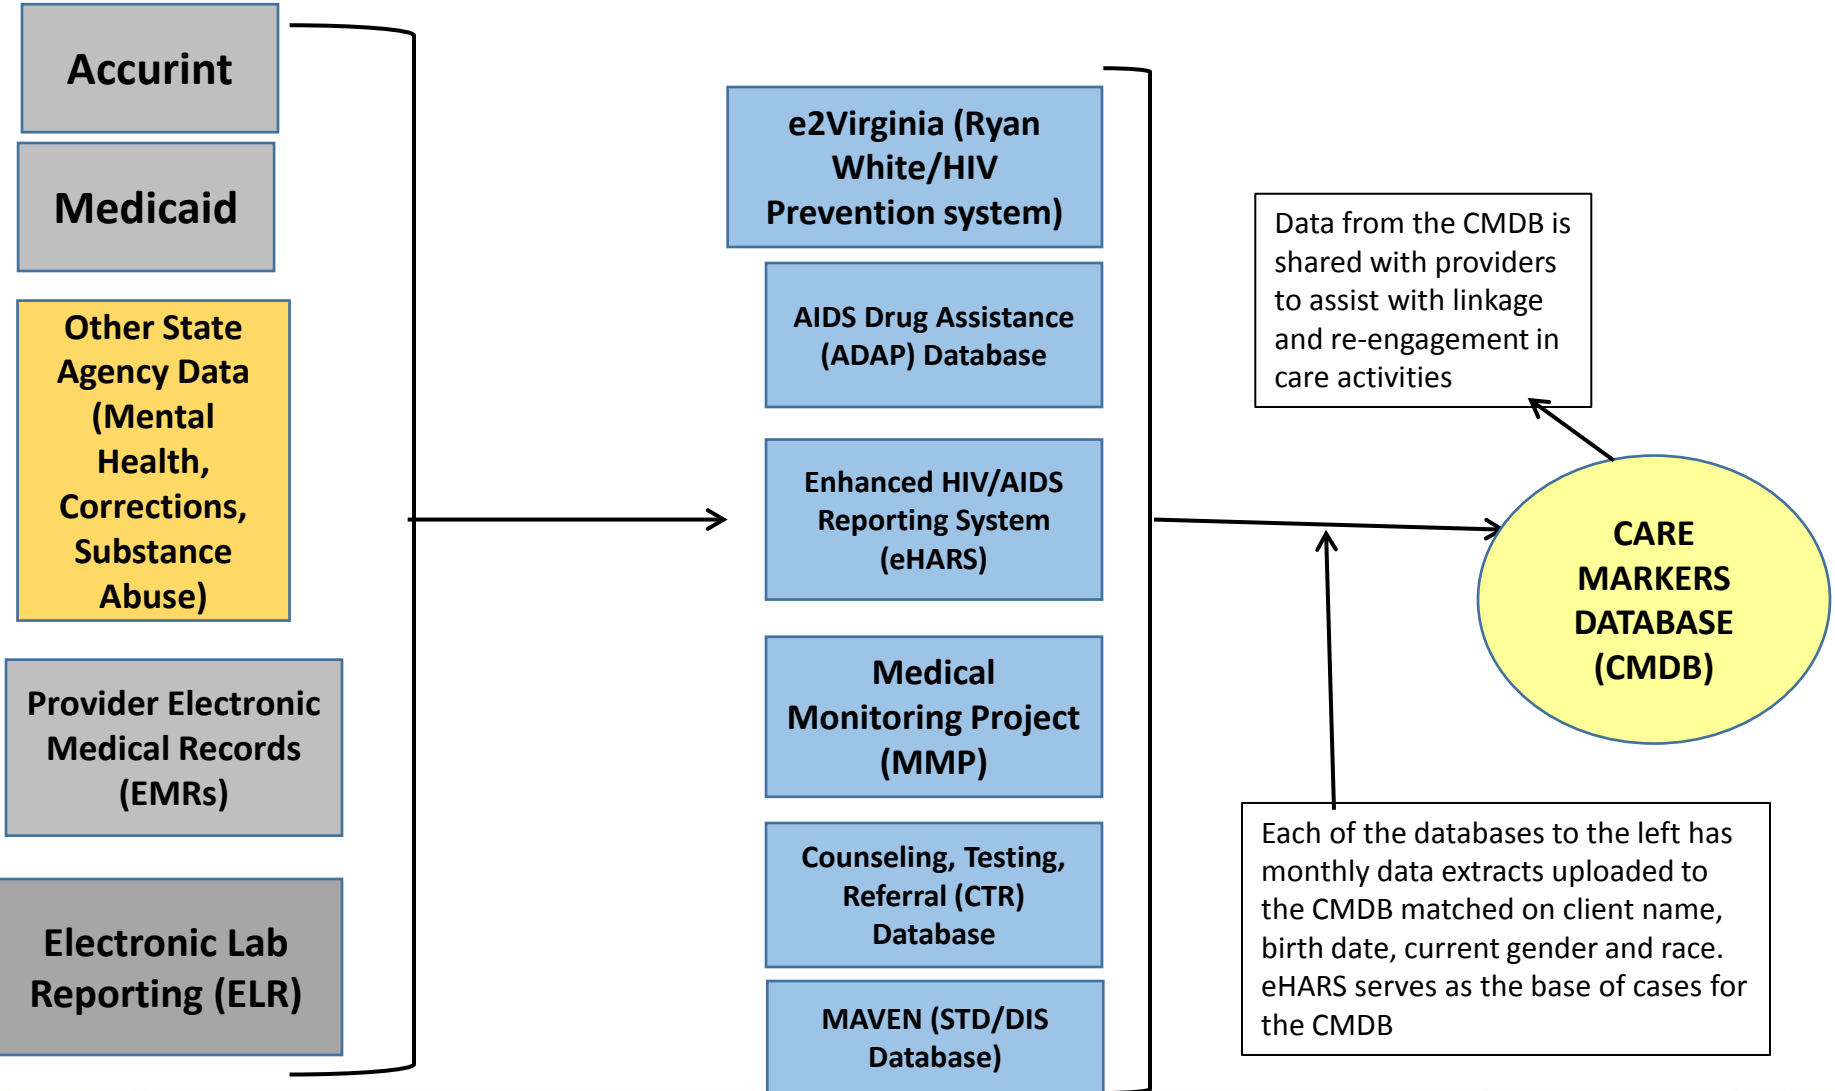 Accurint
Medicaid
Other State
Agency Data
(Mental
Health,
Corrections,
Substance
Abuse)
Provider Electronic
Medical Records
(EMRs)
Electronic Lab
Reporting (ELR)
e2Virginia (Ryan
White/HIV
Prevention system)
AIDS Drug Assistance
(ADAP) Database
Enhanced HIV/AIDS
Reporting System
(eHARS)
Medical
Monitoring Project
(MMP)
Counseling, Testing,
Referral (CTR)
Database
MAVEN (STD/DIS
Database)
Data from the CMDB is
shared with providers
to assist with linkage
and re-engagement in
care activities
CARE
MARKERS
DATABASE
(CMDB)
Each of the databases to the left has
monthly data extracts uploaded to
the CMDB matched on client name,
birth date, current gender and race.
eHARS serves as the base of cases for
the CMDB